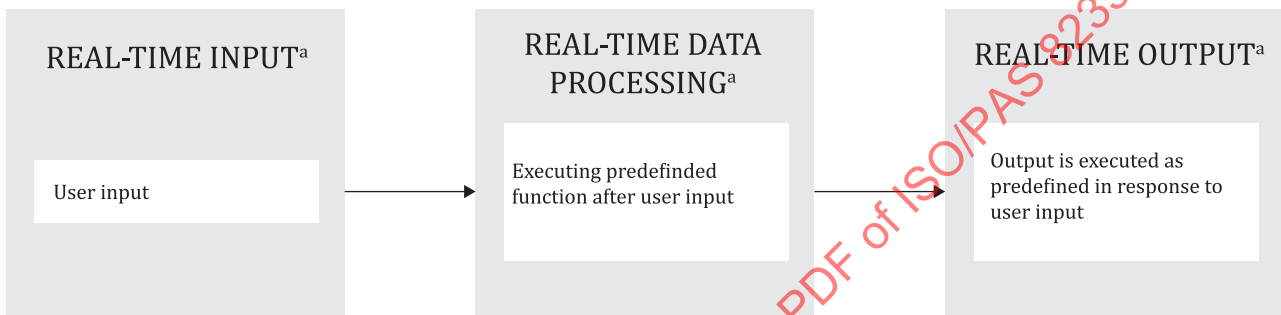 REAL-TIME INPUTᵃ
User input
REAL-TIME DATA
PROCESSINGᵃ
Executing predefinded
function after user input
REAL-TIME OUTPUTᵃ
Output is executed as
predefined in response to
user input
PDF of ISO/PAS 8235